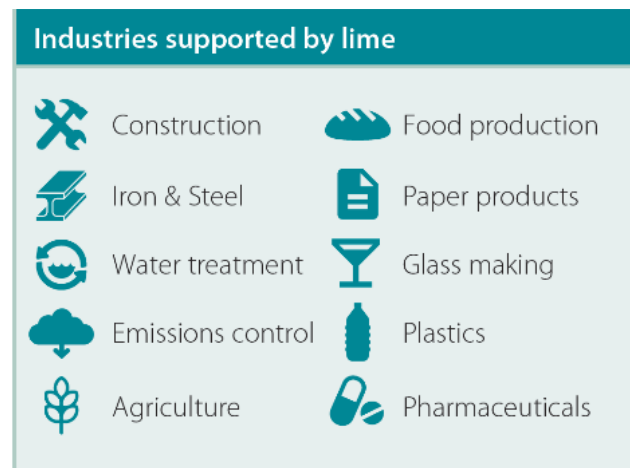 Industries supported by lime
Construction
Food production
Iron & Steel
Paper products
Water treatment
Glass making
Emissions control
Plastics
Agriculture
Pharmaceuticals